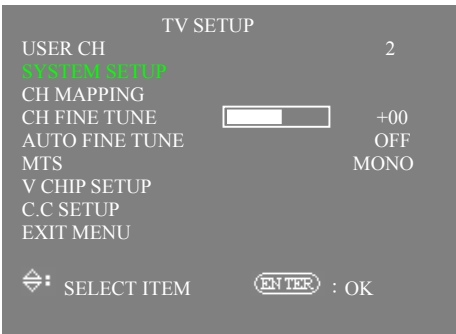 TV SETUP
USER CH 2
SYSTEM SETUP
CH MAPPING
CH FINE TUNE +00
AUTO FINE TUNE OFF
MTS MONO
V CHIP SETUP
C.C SETUP
EXIT MENU
: SELECT ITEM ENTER : OK